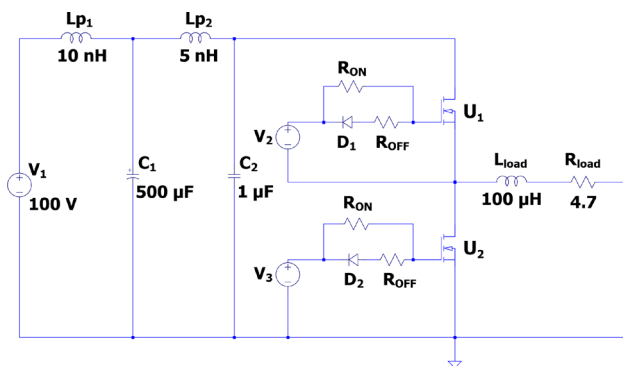 Lp1
10 nH
Lp2
5 nH
RON
V2
D1
ROFF
U1
V1
100 V
C1
500 µF
C2
1 µF
Lload
100 µH
Rload
4.7
RON
V3
D2
ROFF
U2